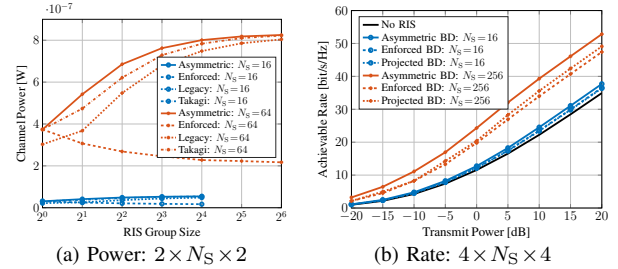 ·10⁻⁷
8
6
4
2
0
Channel Power [W]
Asymmetric: N_S = 16
Enforced: N_S = 16
Legacy: N_S = 16
Takagi: N_S = 16
Asymmetric: N_S = 64
Enforced: N_S = 64
Legacy: N_S = 64
Takagi: N_S = 64
2⁰ 2¹ 2² 2³ 2⁴ 2⁵ 2⁶
RIS Group Size
(a) Power: 2 × N_S × 2
60
50
40
30
20
10
0
Achievable Rate [bit/s/Hz]
No RIS
Asymmetric BD: N_S = 16
Enforced BD: N_S = 16
Projected BD: N_S = 16
Asymmetric BD: N_S = 256
Enforced BD: N_S = 256
Projected BD: N_S = 256
−20 −15 −10 −5 0 5 10 15 20
Transmit Power [dB]
(b) Rate: 4 × N_S × 4